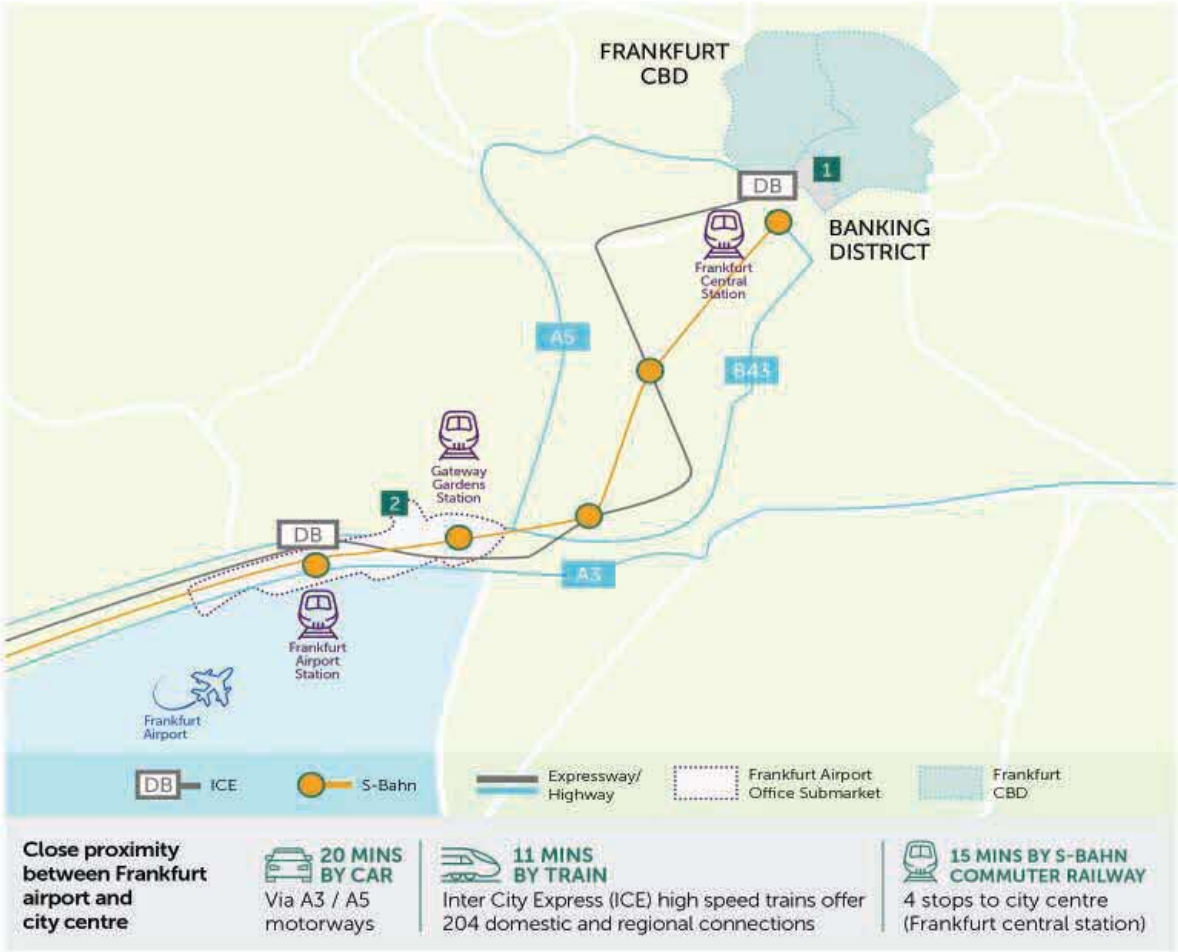 FRANKFURT
CBD
DB
1
BANKING
DISTRICT
Frankfurt
Central
Station
A5
B43
Gateway
Gardens
Station
2
DB
A3
Frankfurt
Airport
Station
Frankfurt
Airport
DB ICE
S-Bahn
Expressway/
Highway
Frankfurt Airport
Office Submarket
Frankfurt
CBD
Close proximity
between Frankfurt
airport and
city centre
20 MINS
BY CAR
Via A3 / A5
motorways
11 MINS
BY TRAIN
Inter City Express (ICE) high speed trains offer
204 domestic and regional connections
15 MINS BY S-BAHN
COMMUTER RAILWAY
4 stops to city centre
(Frankfurt central station)